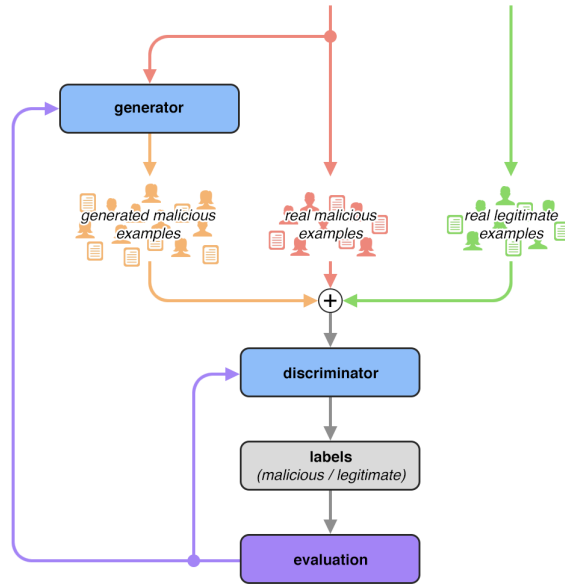 generator
generated malicious
examples
real malicious
examples
real legitimate
examples
+
discriminator
labels
(malicious / legitimate)
evaluation